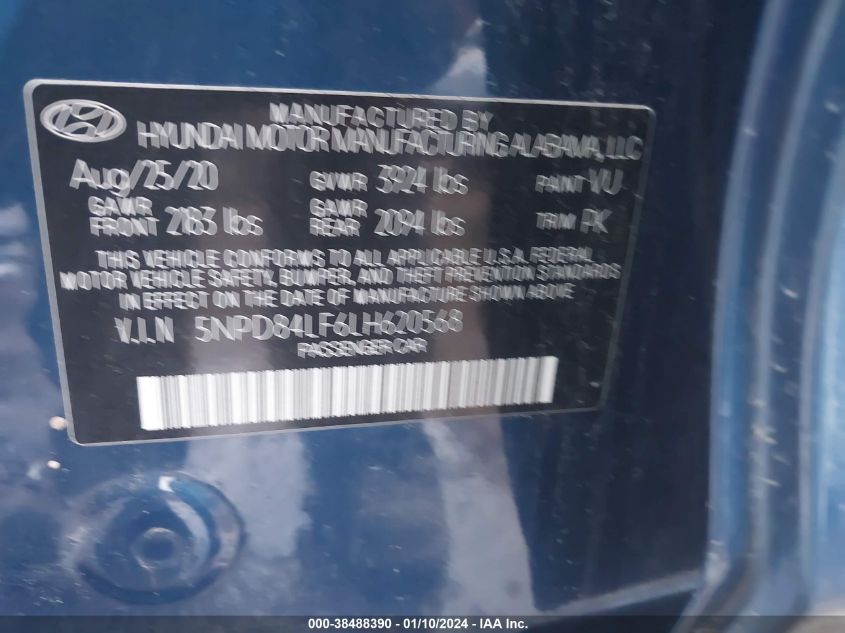 MANUFACTURED BY
HYUNDAI MOTOR MANUFACTURING ALABAMA, LLC
Aug/25/20 GVWR 3924 lbs PAINT VU
GAWR FRONT 2183 lbs GAWR REAR 2094 lbs TRIM PK
THIS VEHICLE CONFORMS TO ALL APPLICABLE U.S.A. FEDERAL
MOTOR VEHICLE SAFETY, BUMPER, AND THEFT PREVENTION STANDARDS
IN EFFECT ON THE DATE OF MANUFACTURE SHOWN ABOVE
V.I.N 5NPD84LF6LH620568
PASSENGER CAR
000-38488390 - 01/10/2024 - IAA Inc.